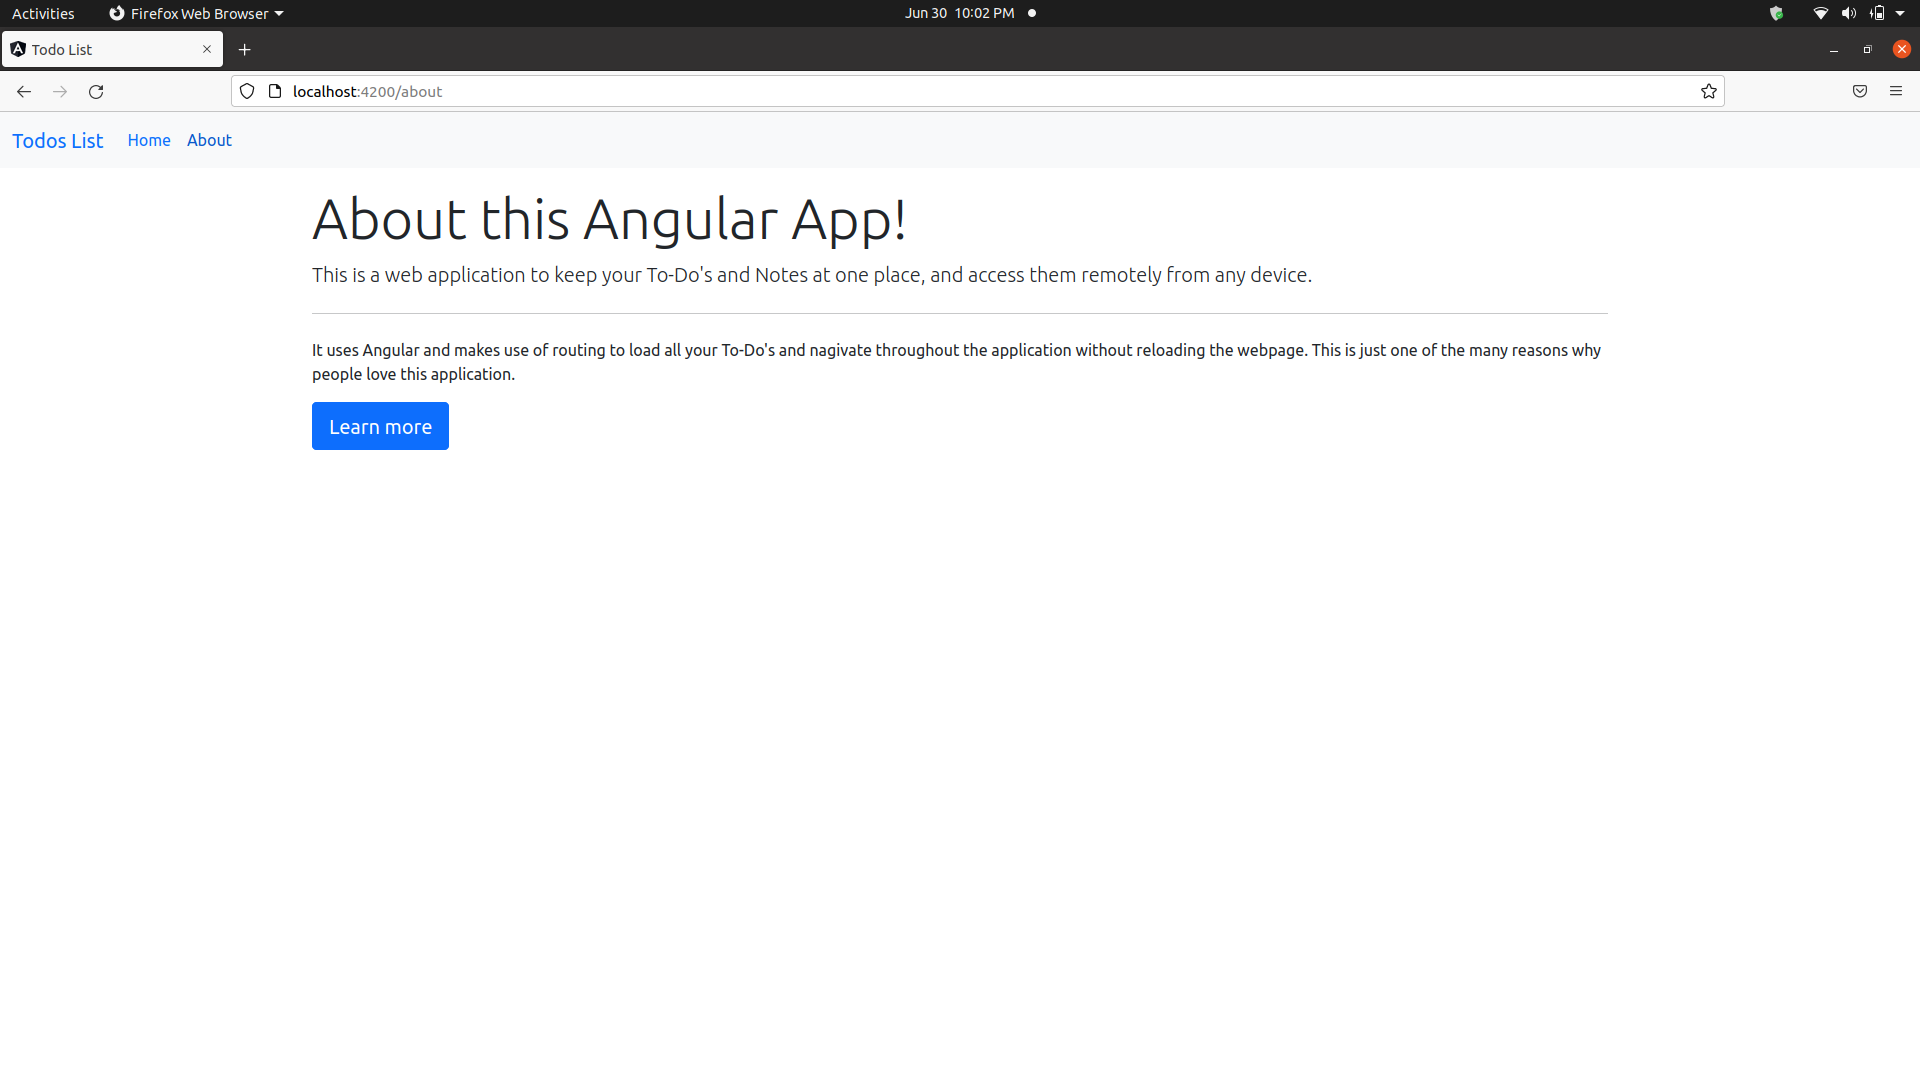 Activities Firefox Web Browser Jun 30 10:02 PM
Todo List
localhost:4200/about
Todos List Home About
About this Angular App!
This is a web application to keep your To-Do's and Notes at one place, and access them remotely from any device.
It uses Angular and makes use of routing to load all your To-Do's and nagivate throughout the application without reloading the webpage. This is just one of the many reasons why
people love this application.
Learn more